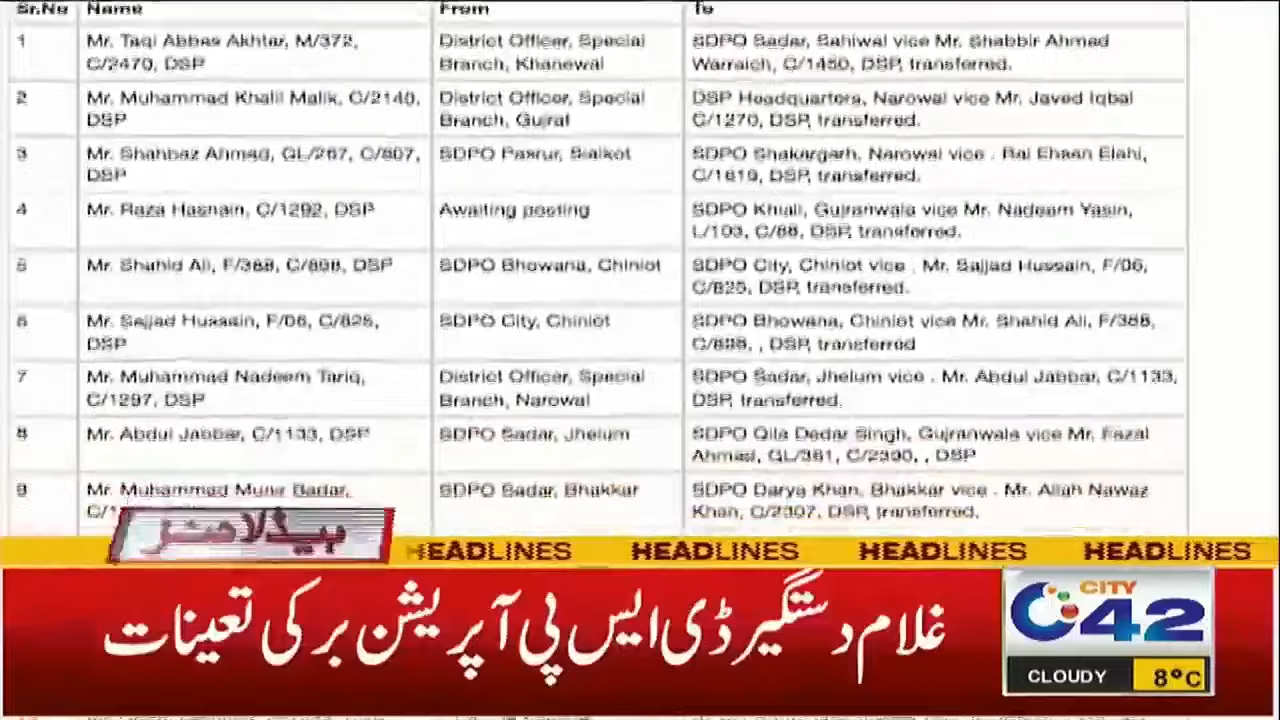 Sr.No Name From To
1 Mr. Taqi Abbas Akhtar, M/372, C/2470, DSP District Officer, Special Branch, Khanewal SDPO Sadar, Sahiwal vice Mr. Shabbir Ahmad Warraich, C/1450, DSP, transferred.
2 Mr. Muhammad Khalil Malik, C/2140, DSP District Officer, Special Branch, Gujrat DSP Headquarters, Narowal vice Mr. Javed Iqbal C/1270, DSP, transferred.
3 Mr. Shahbaz Ahmad, GL/267, C/807, DSP SDPO Pasrur, Sialkot SDPO Shakargarh, Narowal vice . Rai Ehsan Elahi, C/1619, DSP, transferred.
4 Mr. Raza Hasnain, C/1292, DSP Awaiting posting SDPO Khiali, Gujranwala vice Mr. Nadeem Yasin, L/103, C/88, DSP, transferred.
5 Mr. Shahid Ali, F/388, C/898, DSP SDPO Bhowana, Chiniot SDPO City, Chiniot vice . Mr. Sajjad Hussain, F/06, C/825, DSP, transferred.
6 Mr. Sajjad Hussain, F/06, C/825, DSP SDPO City, Chiniot SDPO Bhowana, Chiniot vice Mr. Shahid Ali, F/388, C/898, , DSP, transferred
7 Mr. Muhammad Nadeem Tariq, C/1297, DSP District Officer, Special Branch, Narowal SDPO Sadar, Jhelum vice . Mr. Abdul Jabbar, C/1133, DSP, transferred.
8 Mr. Abdul Jabbar, C/1133, DSP SDPO Sadar, Jhelum SDPO Qila Dedar Singh, Gujranwala vice Mr. Fazal Ahmad, GL/361, , DSP
9 Mr. Muhammad Badar, SDPO Sadar, Bhakkar SDPO Darya Khan, Bhakkar vice . Mr. Allah Nawaz Khan, C/2307, DSP, transferred.
ہیڈلائنز
HEADLINES HEADLINES HEADLINES HEADLINES
غلام دستگیر ڈی ایس پی آپریشن برکی تعینات
CITY
42
CLOUDY 8°C